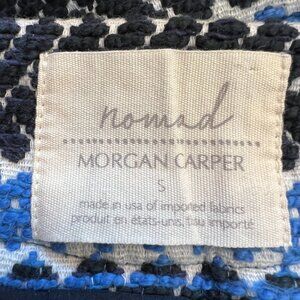 nomad
MORGAN CARPER
S
made in usa of imported fabrics
produit en états-unis, tissu importé